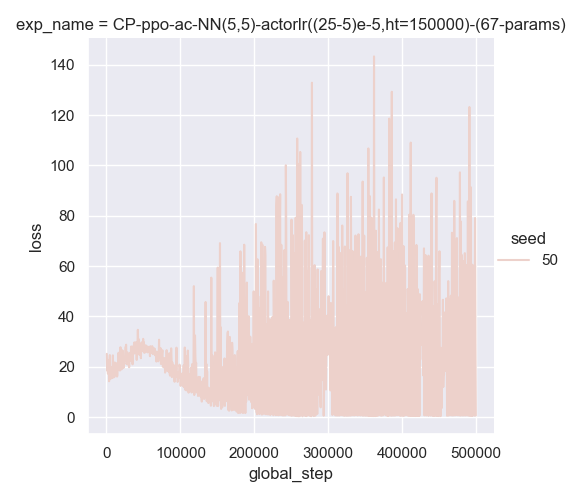 exp_name = CP-ppo-ac-NN(5,5)-actorlr((25-5)e-5,ht=150000)-(67-params)
140
120
100
80
60
40
20
0
loss
seed
50
0 100000 200000 300000 400000 500000
global_step